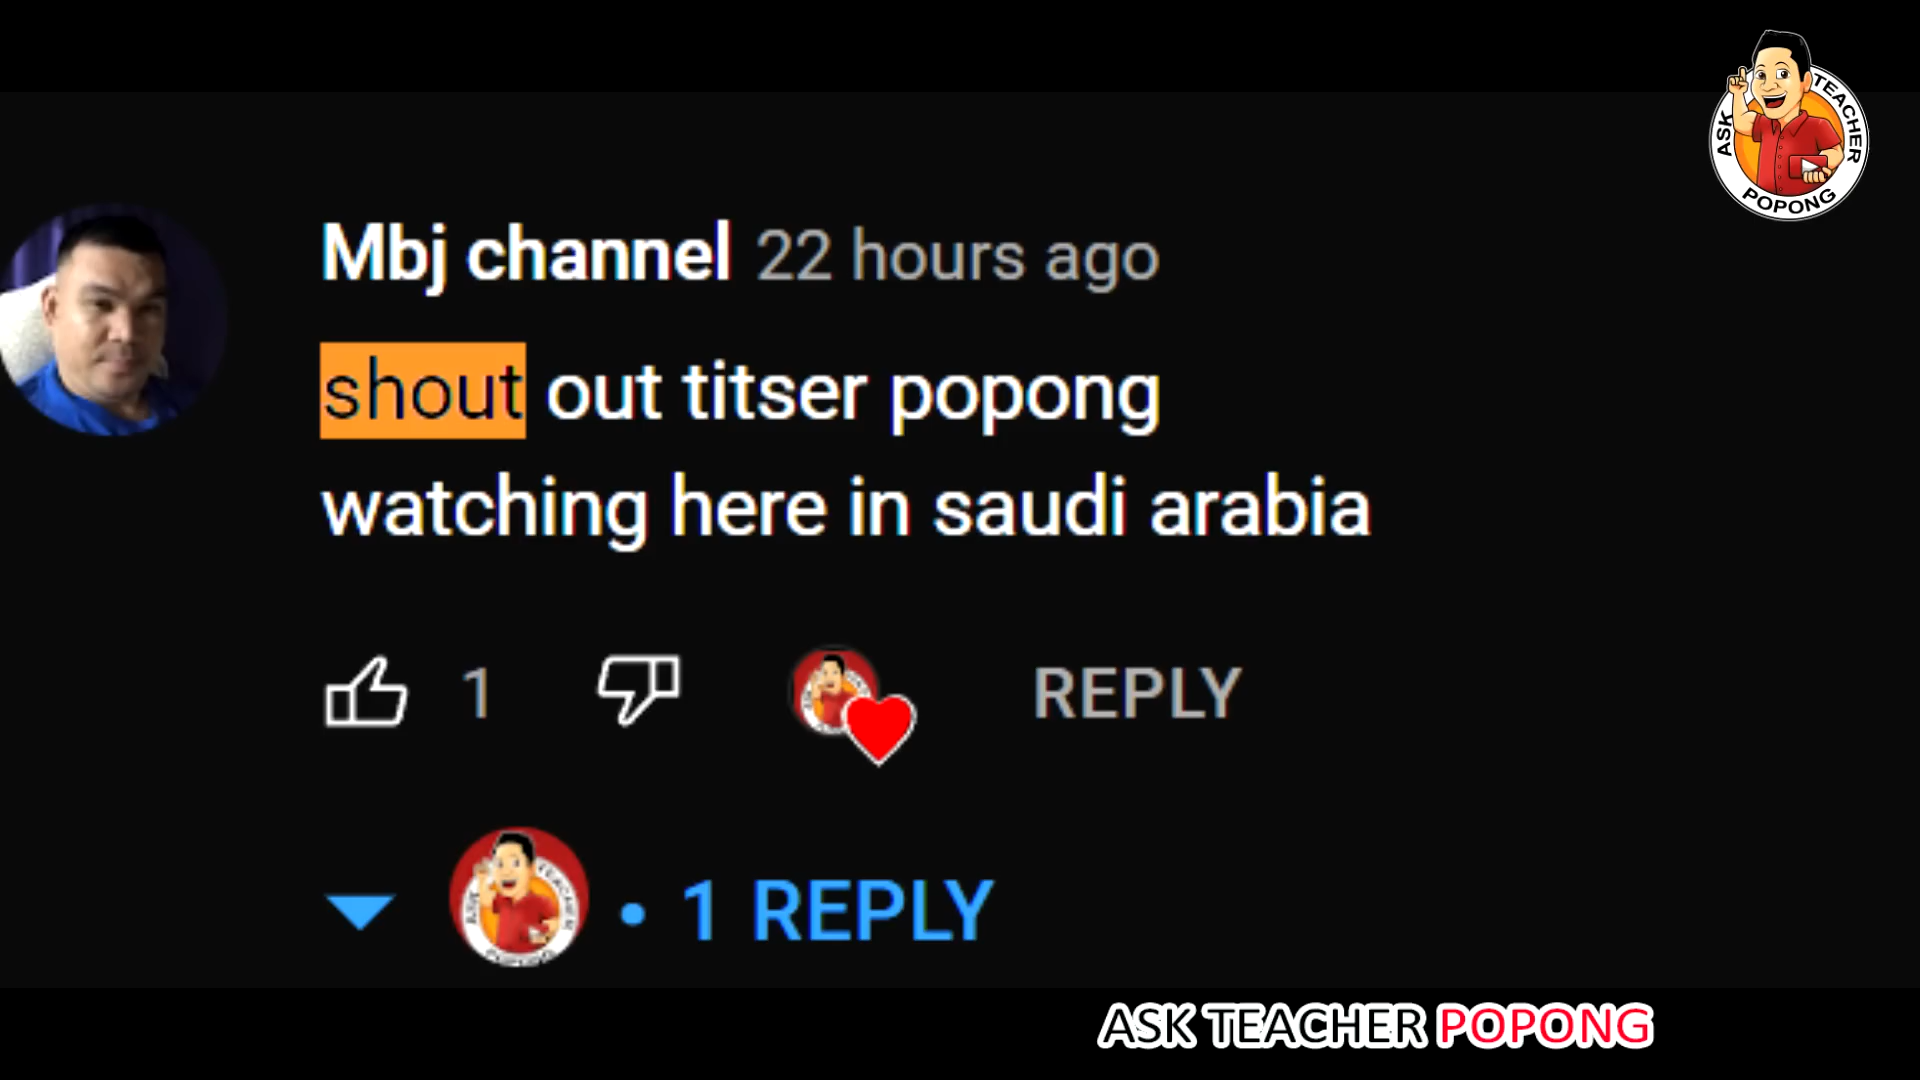 ASK TEACHER POPONG
Mbj channel 22 hours ago
shout out titser popong
watching here in saudi arabia
1
REPLY
1 REPLY
ASK TEACHER POPONG